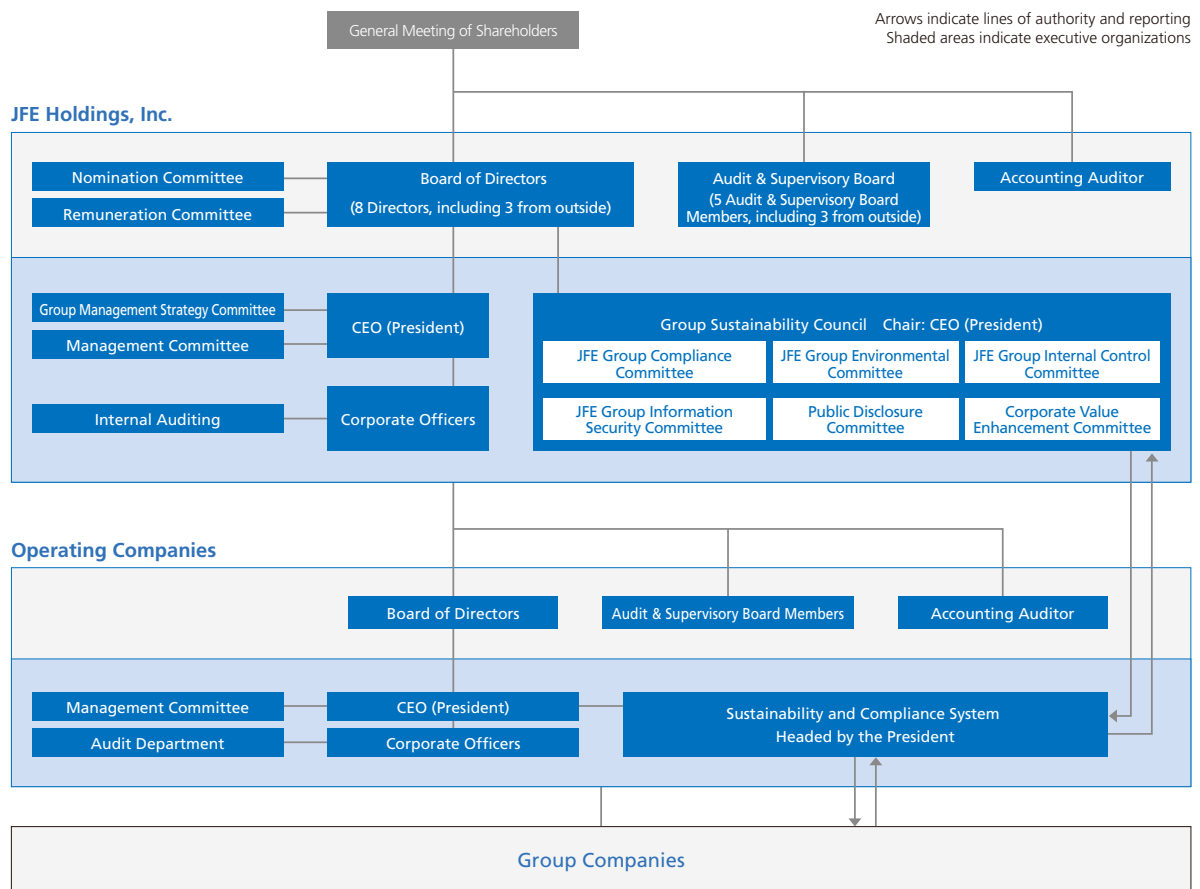 General Meeting of Shareholders
Arrows indicate lines of authority and reporting
Shaded areas indicate executive organizations
JFE Holdings, Inc.
Nomination Committee
Remuneration Committee
Board of Directors
(8 Directors, including 3 from outside)
Audit & Supervisory Board
(5 Audit & Supervisory Board
Members, including 3 from outside)
Accounting Auditor
Group Management Strategy Committee
Management Committee
CEO (President)
Internal Auditing
Corporate Officers
Group Sustainability Council Chair: CEO (President)
JFE Group Compliance
Committee
JFE Group Environmental
Committee
JFE Group Internal Control
Committee
JFE Group Information
Security Committee
Public Disclosure
Committee
Corporate Value
Enhancement Committee
Operating Companies
Board of Directors
Audit & Supervisory Board Members
Accounting Auditor
Management Committee
CEO (President)
Audit Department
Corporate Officers
Sustainability and Compliance System
Headed by the President
Group Companies